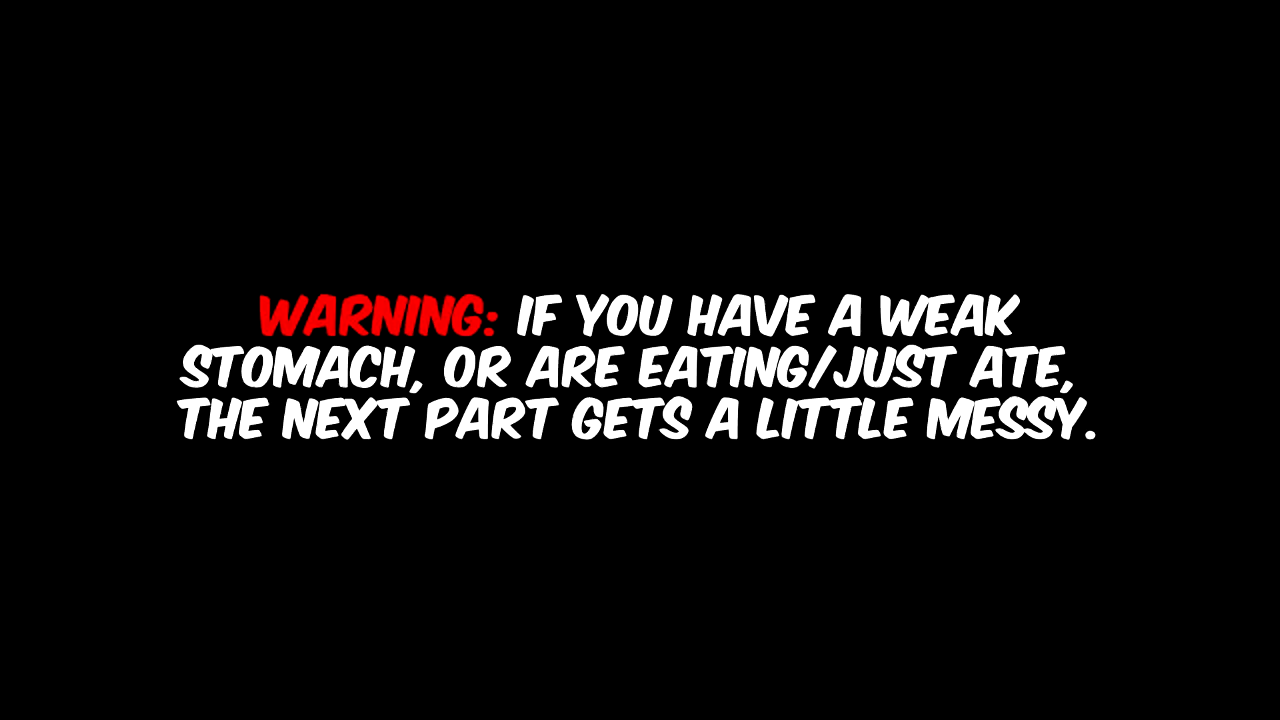 WARNING: IF YOU HAVE A WEAK
STOMACH, OR ARE EATING/JUST ATE,
THE NEXT PART GETS A LITTLE MESSY.